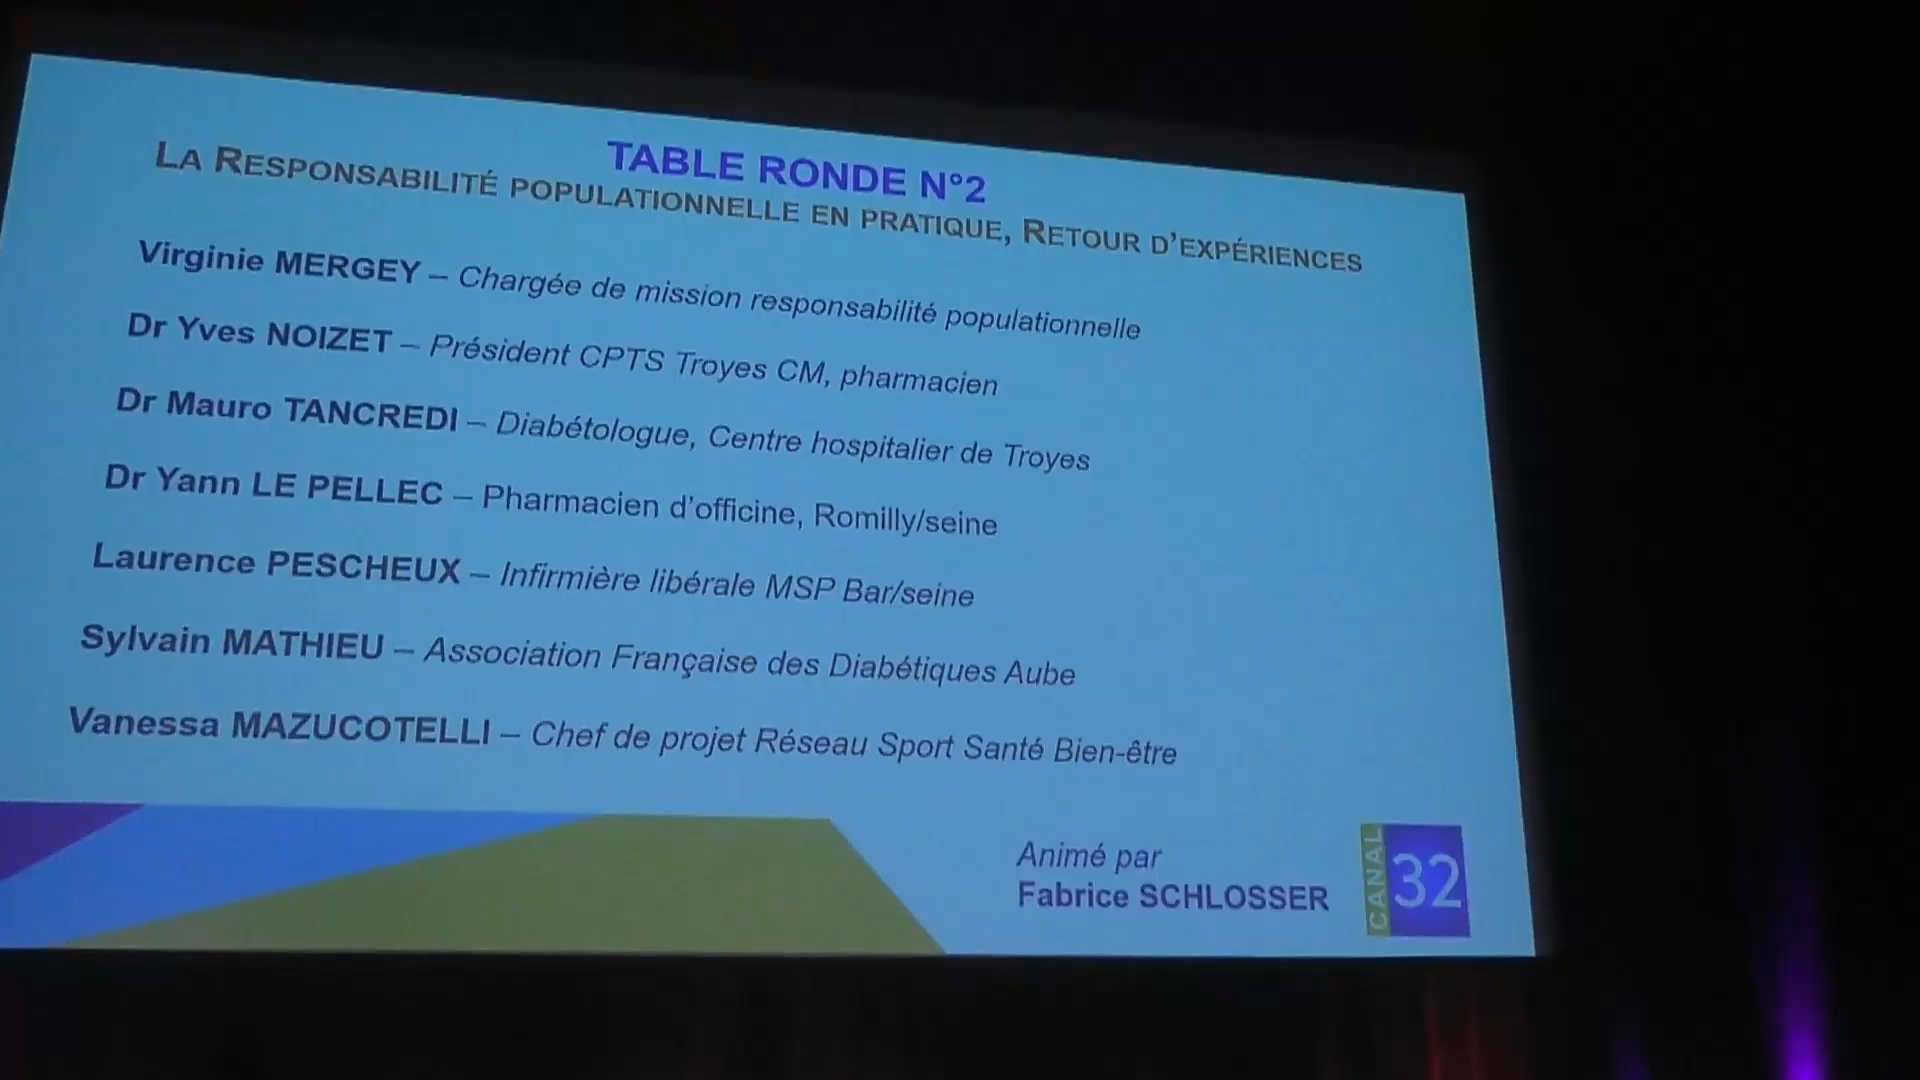 TABLE RONDE N°2
LA RESPONSABILITÉ POPULATIONNELLE EN PRATIQUE, RETOUR D'EXPÉRIENCES
Virginie MERGEY – Chargée de mission responsabilité populationnelle
Dr Yves NOIZET – Président CPTS Troyes CM, pharmacien
Dr Mauro TANCREDI – Diabétologue, Centre hospitalier de Troyes
Dr Yann LE PELLEC – Pharmacien d'officine, Romilly/seine
Laurence PESCHEUX – Infirmière libérale MSP Bar/seine
Sylvain MATHIEU – Association Française des Diabétiques Aube
Vanessa MAZUCOTELLI – Chef de projet Réseau Sport Santé Bien-être
Animé par
Fabrice SCHLOSSER
CANAL 32